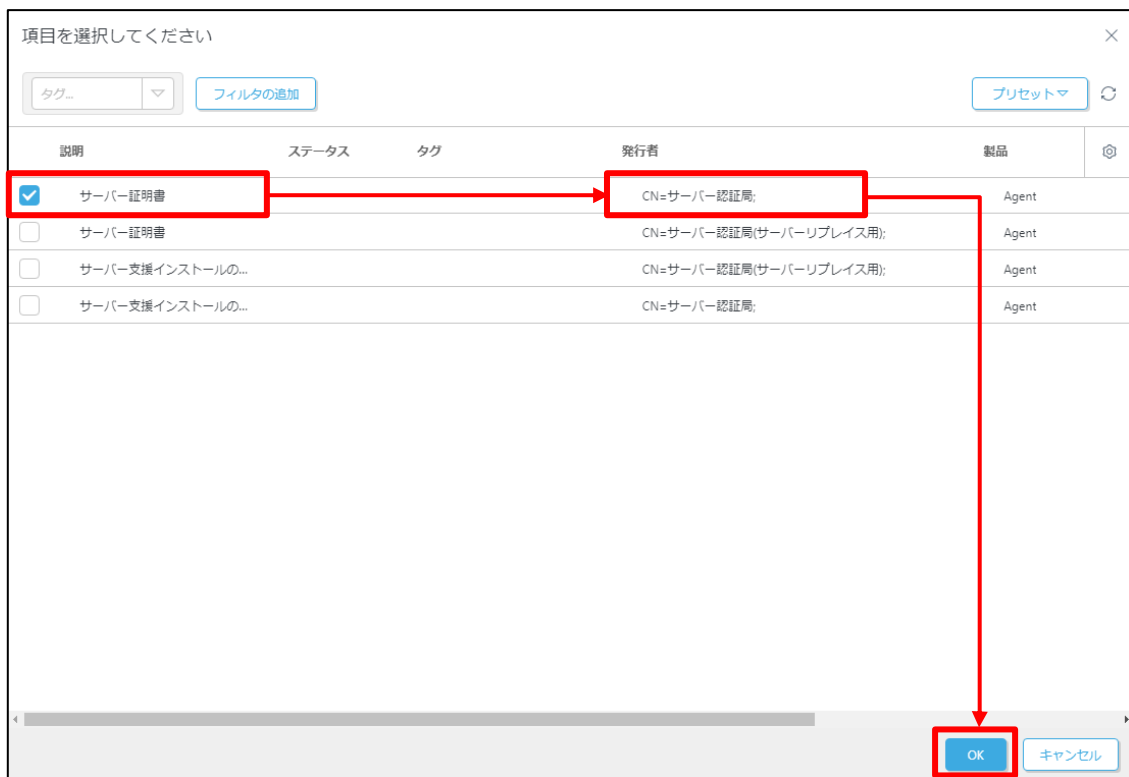 項目を選択してください
タグ... フィルタの追加 プリセット
説明 ステータス タグ 発行者 製品
サーバー証明書 CN=サーバー認証局; Agent
サーバー証明書 CN=サーバー認証局(サーバーリプレイス用); Agent
サーバー支援インストールの... CN=サーバー認証局(サーバーリプレイス用); Agent
サーバー支援インストールの... CN=サーバー認証局; Agent
OK キャンセル